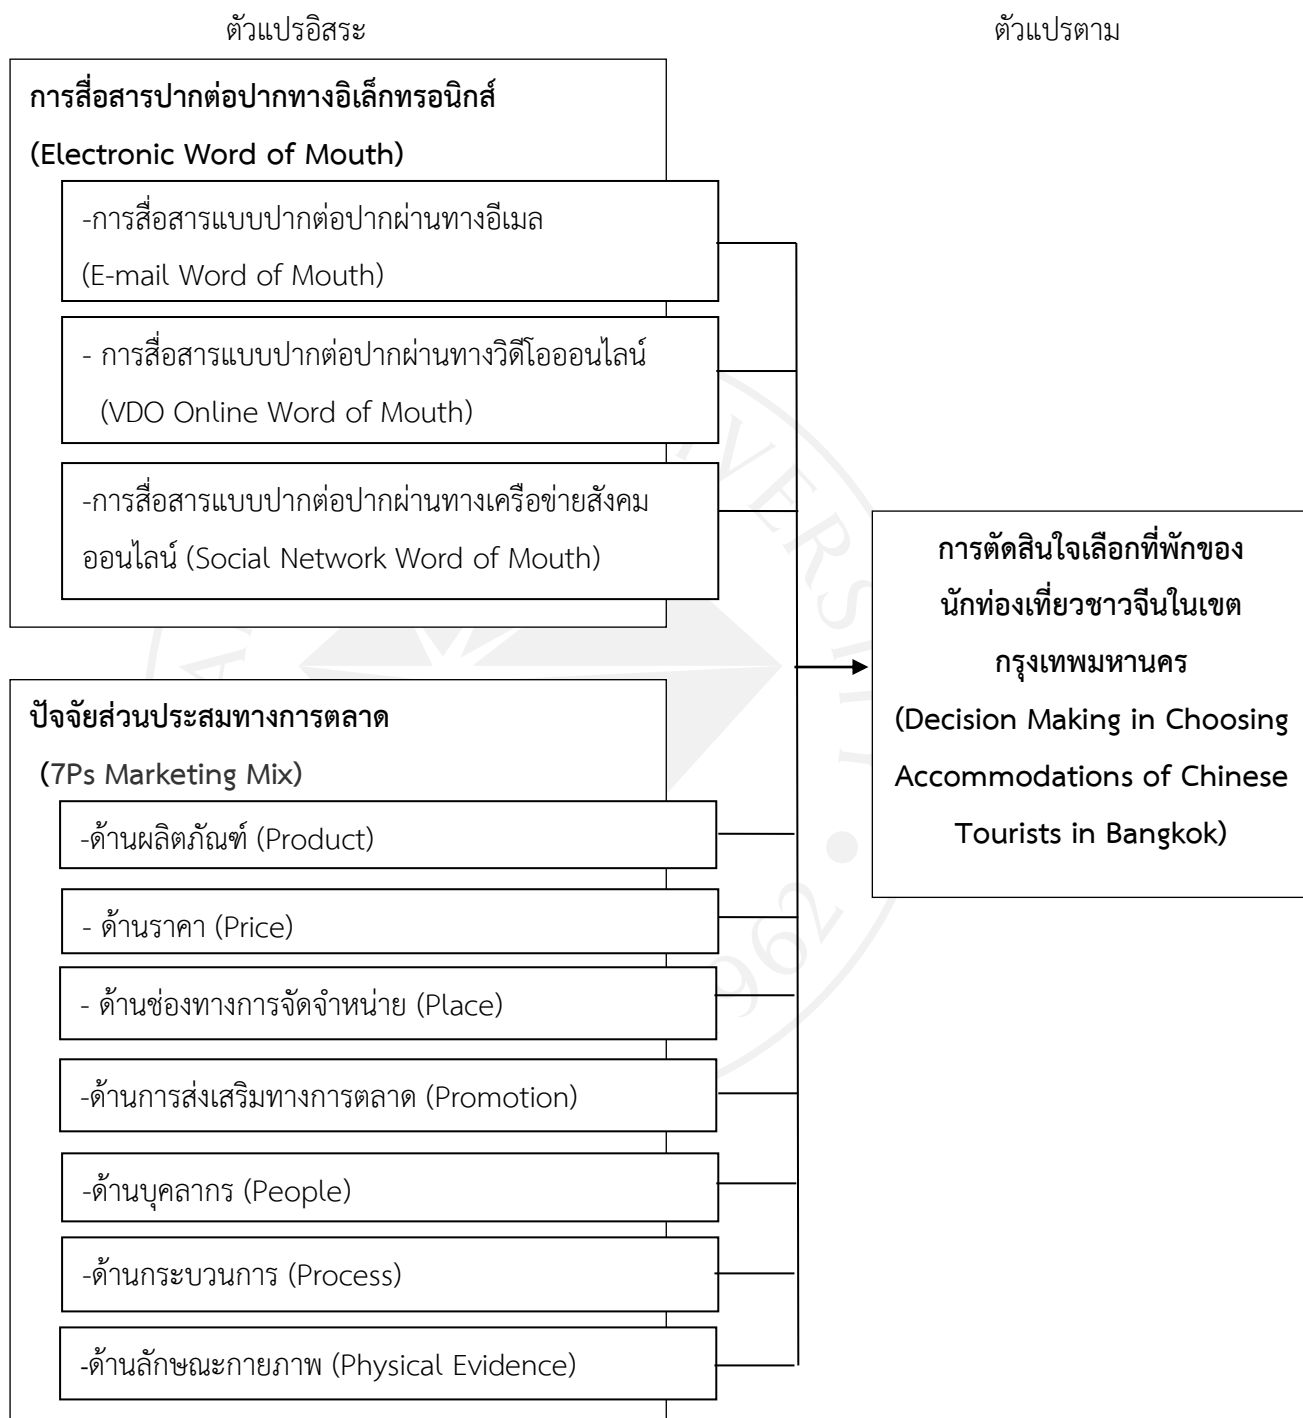 ตัวแปรอิสระ
ตัวแปรตาม
การสื่อสารปากต่อปากทางอิเล็กทรอนิกส์
(Electronic Word of Mouth)
-การสื่อสารแบบปากต่อปากผ่านทางอีเมล
(E-mail Word of Mouth)
- การสื่อสารแบบปากต่อปากผ่านทางวิดีโอออนไลน์
(VDO Online Word of Mouth)
-การสื่อสารแบบปากต่อปากผ่านทางเครือข่ายสังคม
ออนไลน์ (Social Network Word of Mouth)
ปัจจัยส่วนประสมทางการตลาด
(7Ps Marketing Mix)
-ด้านผลิตภัณฑ์ (Product)
- ด้านราคา (Price)
- ด้านช่องทางการจัดจำหน่าย (Place)
-ด้านการส่งเสริมทางการตลาด (Promotion)
-ด้านบุคลากร (People)
-ด้านกระบวนการ (Process)
-ด้านลักษณะกายภาพ (Physical Evidence)
การตัดสินใจเลือกที่พักของ
นักท่องเที่ยวชาวจีนในเขต
กรุงเทพมหานคร
(Decision Making in Choosing
Accommodations of Chinese
Tourists in Bangkok)